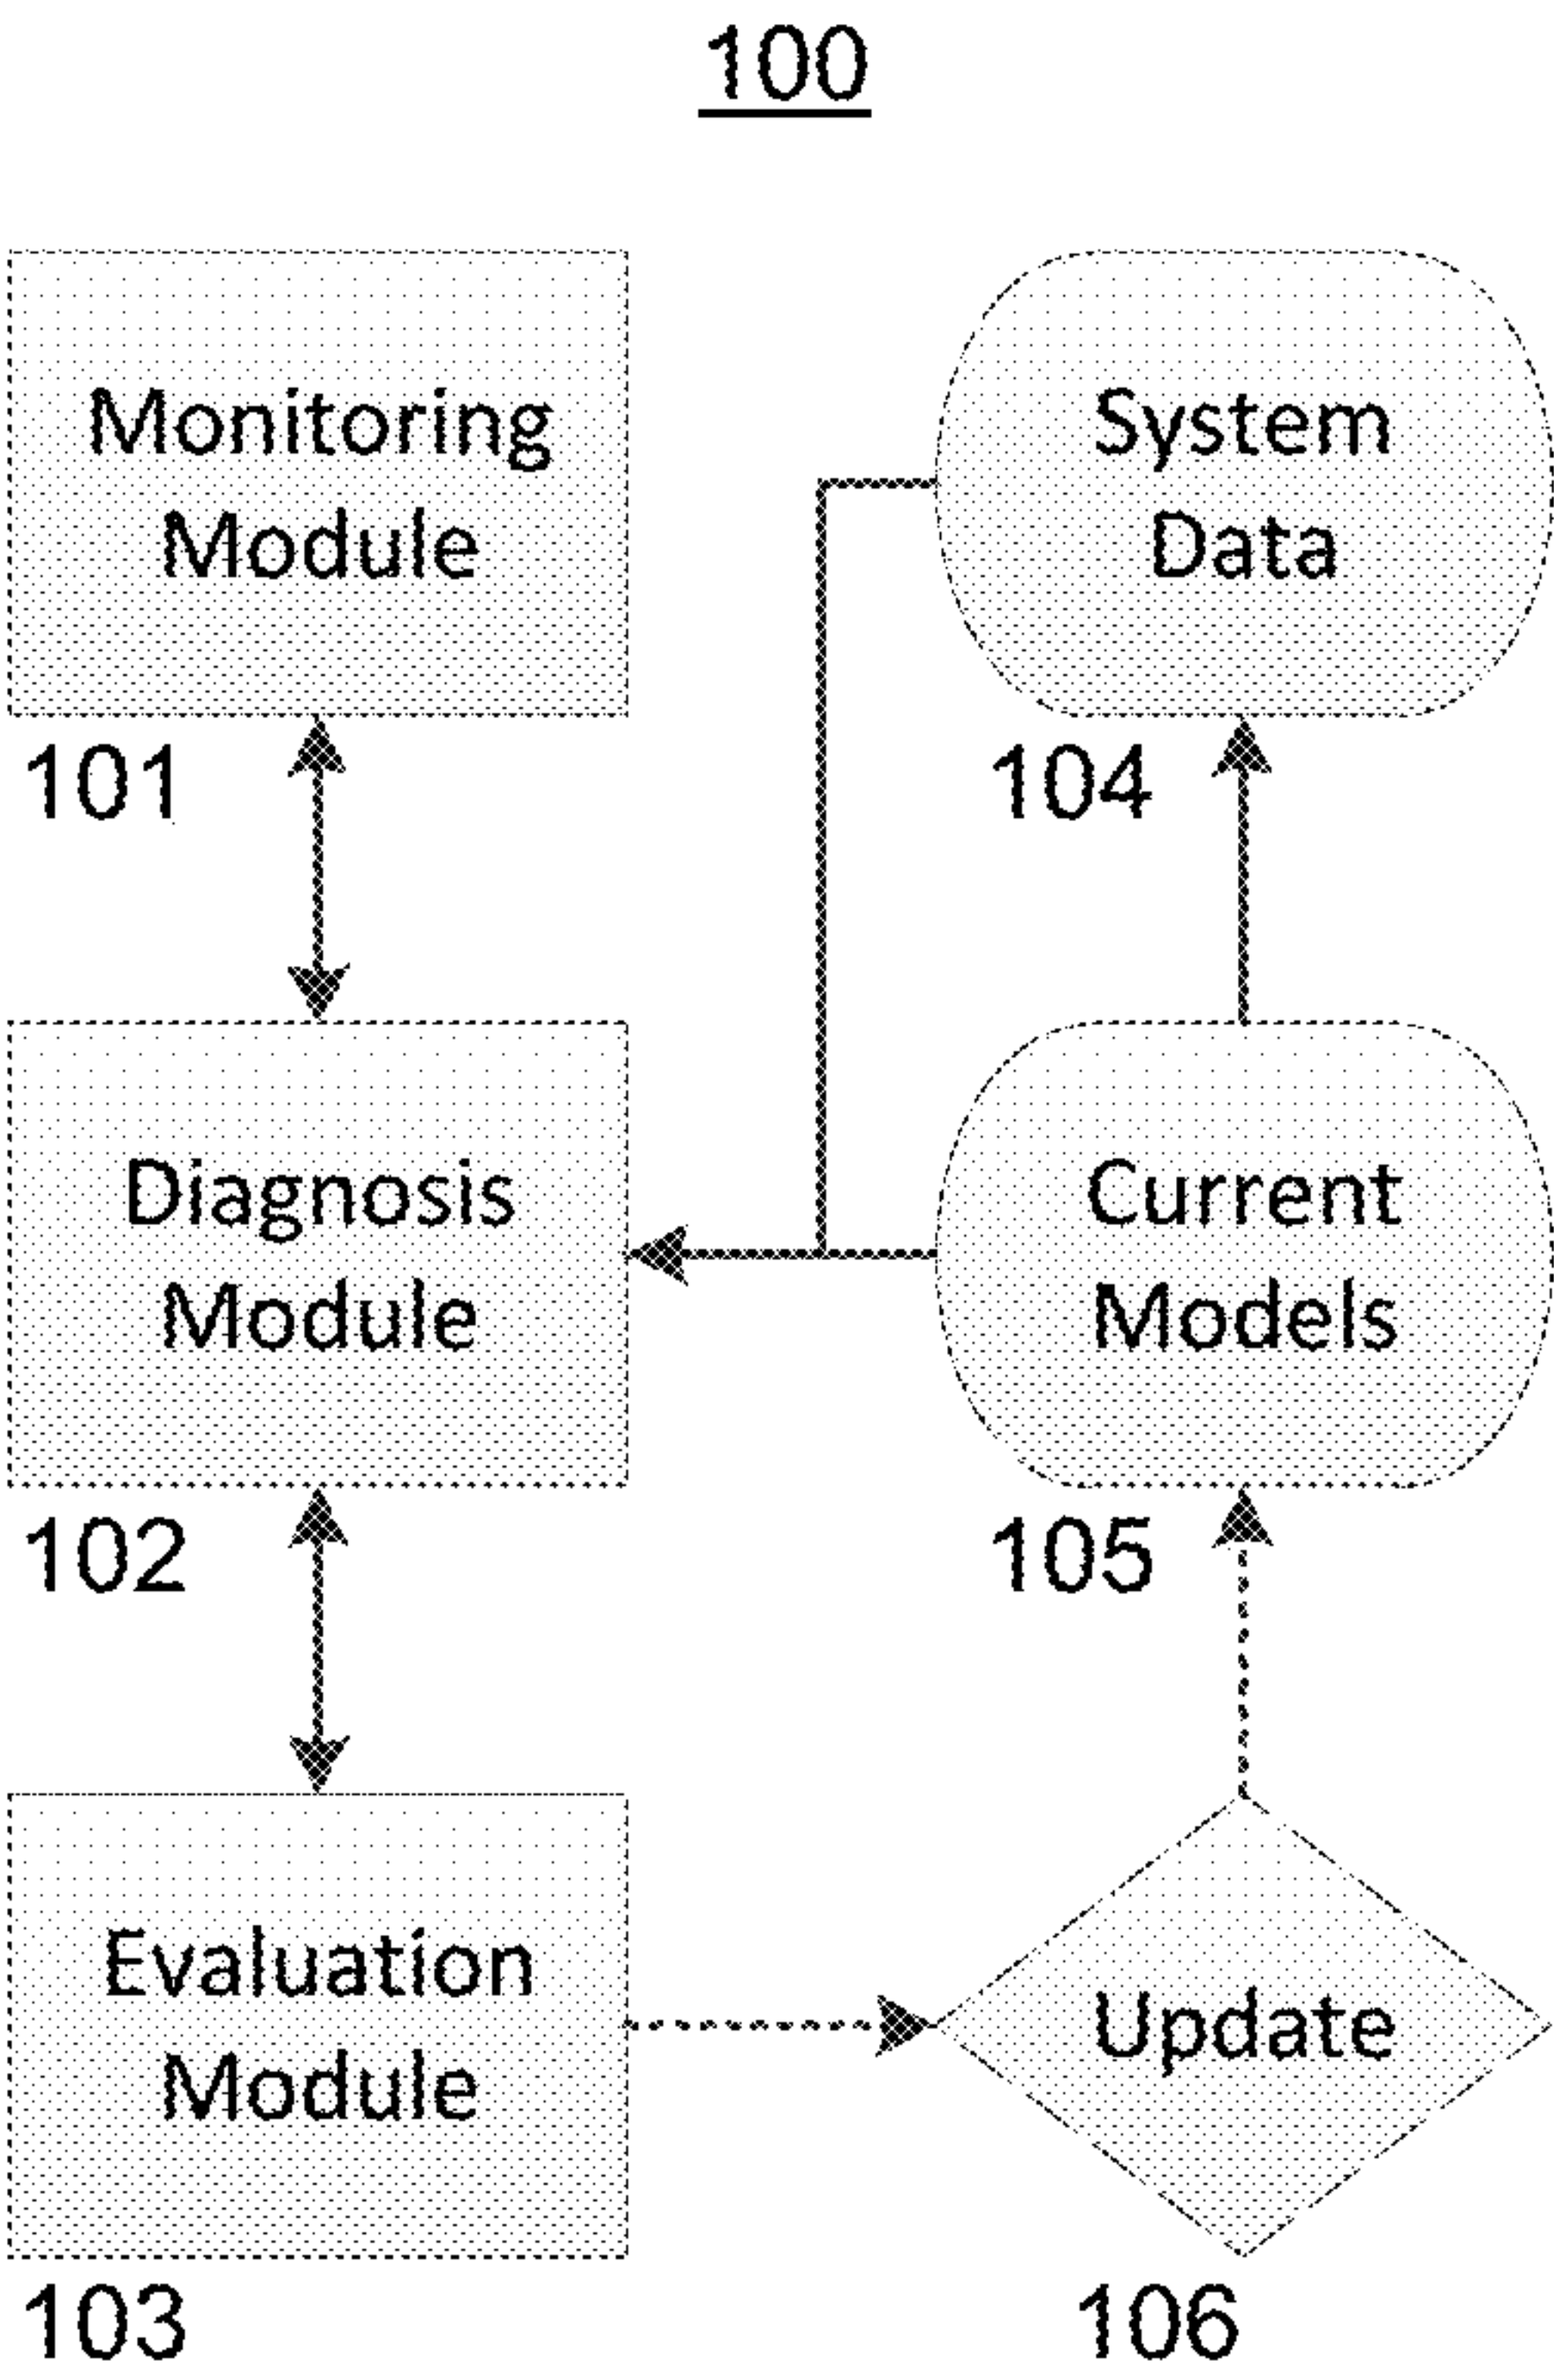 100
Monitoring
Module
101
System
Data
104
Diagnosis
Module
102
Current
Models
105
Evaluation
Module
103
Update
106